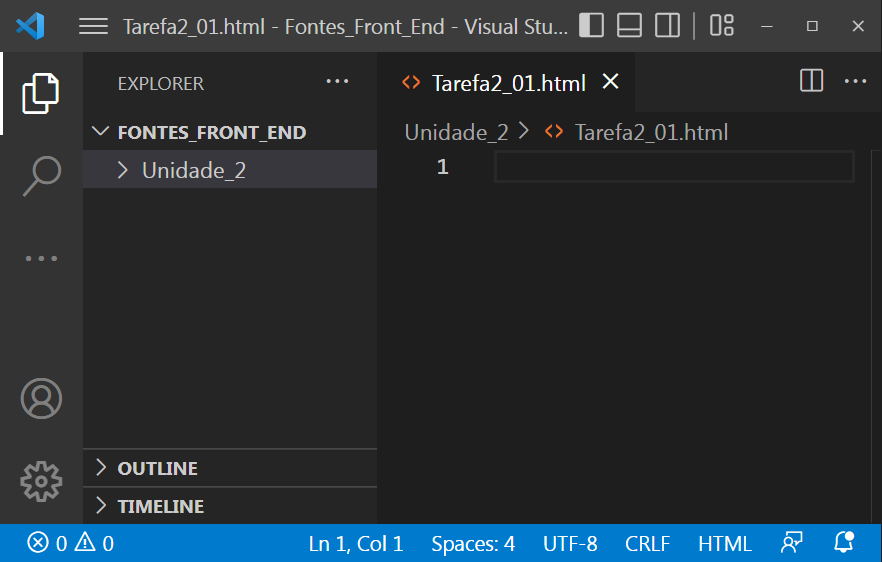 Tarefa2_01.html - Fontes_Front_End - Visual Stu...
EXPLORER
FONTES_FRONT_END
Unidade_2
OUTLINE
TIMELINE
Tarefa2_01.html
Unidade_2 > Tarefa2_01.html
1
0 0 Ln 1, Col 1 Spaces: 4 UTF-8 CRLF HTML